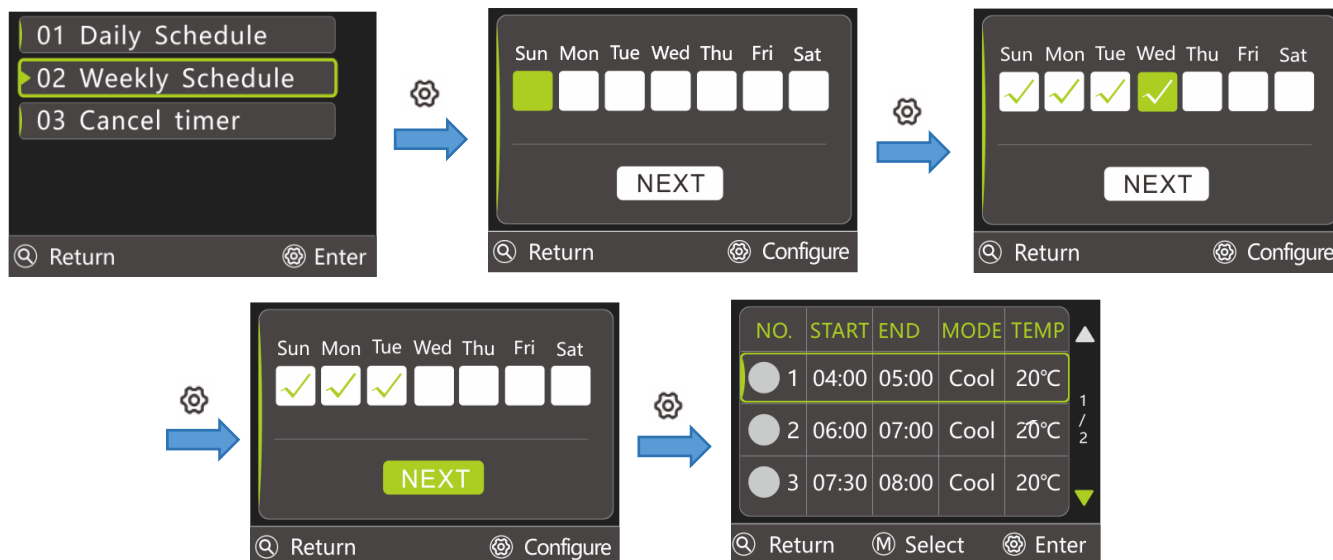 01 Daily Schedule
02 Weekly Schedule
03 Cancel timer
Return Enter
Sun Mon Tue Wed Thu Fri Sat
NEXT
Return Configure
Sun Mon Tue Wed Thu Fri Sat
NEXT
Return Configure
Sun Mon Tue Wed Thu Fri Sat
NEXT
Return Configure
NO. START END MODE TEMP
1 04:00 05:00 Cool 20℃
2 06:00 07:00 Cool 20℃
3 07:30 08:00 Cool 20℃
1
/
2
Return M Select Enter